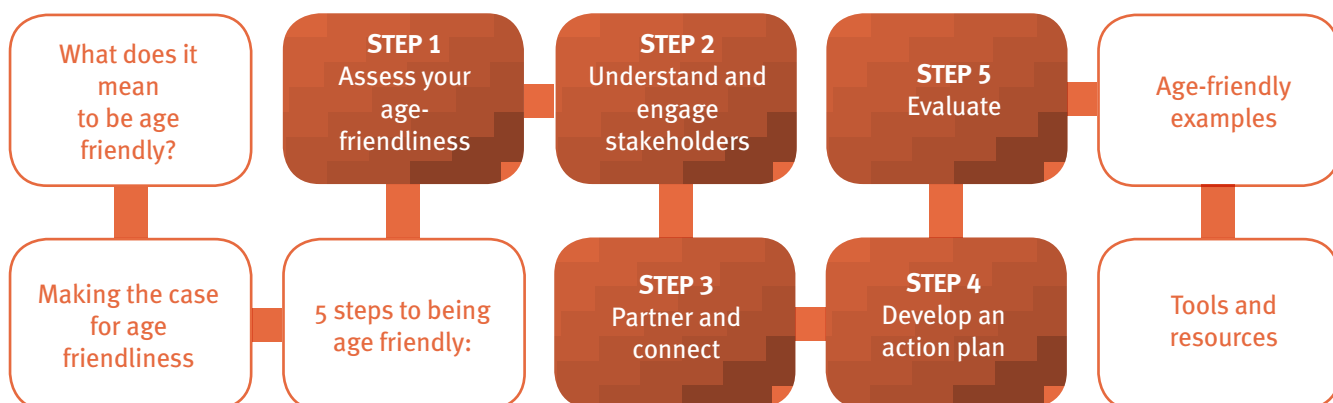 What does it
mean
to be age
friendly?
Making the case
for age
friendliness
5 steps to being
age friendly:
STEP 1
Assess your
age-
friendliness
STEP 2
Understand and
engage
stakeholders
STEP 3
Partner and
connect
STEP 4
Develop an
action plan
STEP 5
Evaluate
Age-friendly
examples
Tools and
resources